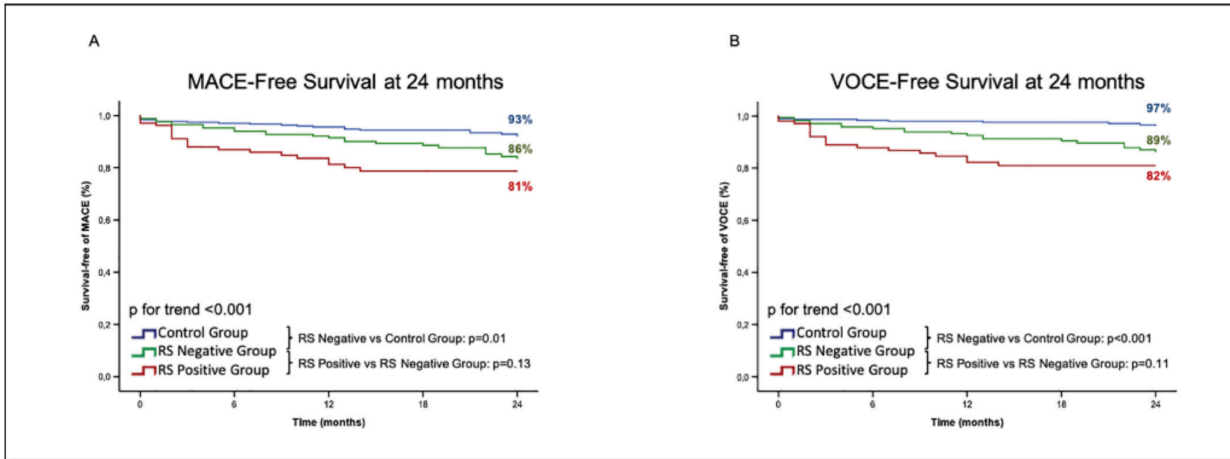 A
MACE-Free Survival at 24 months
Survival-free of MACE (%)
1,0
0,8
0,6
0,4
0,2
0,0
93%
86%
81%
p for trend <0.001
Control Group
RS Negative Group
RS Positive Group
RS Negative vs Control Group: p=0.01
RS Positive vs RS Negative Group: p=0.13
0
6
12
18
24
Time (months)
B
VOCE-Free Survival at 24 months
Survival-free of VOCE (%)
1,0
0,8
0,6
0,4
0,2
0,0
97%
89%
82%
p for trend <0.001
Control Group
RS Negative Group
RS Positive Group
RS Negative vs Control Group: p<0.001
RS Positive vs RS Negative Group: p=0.11
0
6
12
18
24
Time (months)